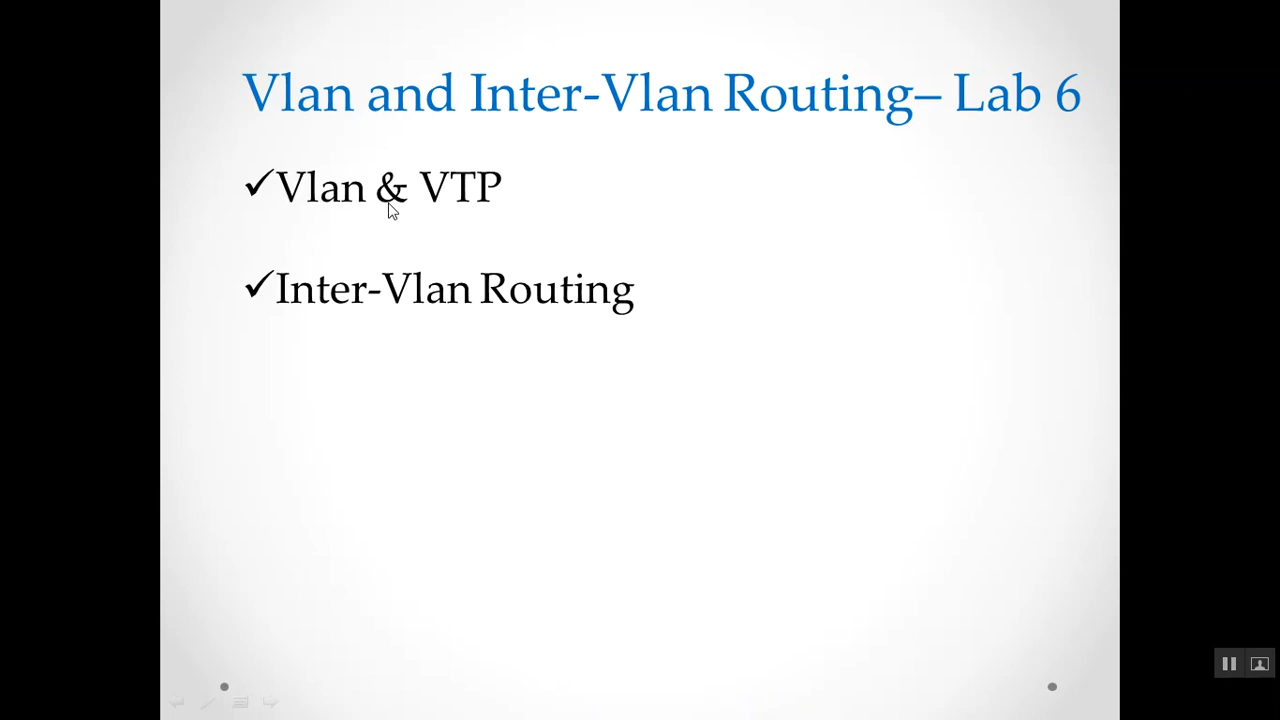 Vlan and Inter-Vlan Routing– Lab 6
✓Vlan & VTP
✓Inter-Vlan Routing